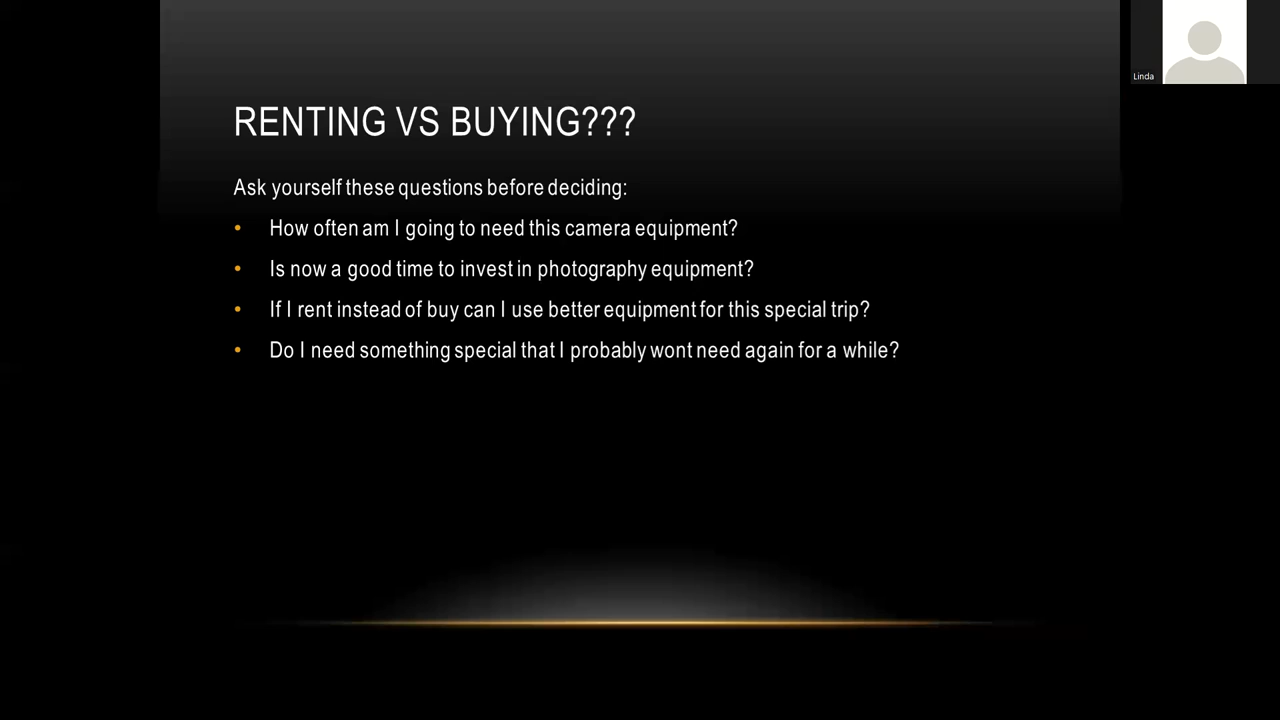 RENTING VS BUYING???
Ask yourself these questions before deciding:
• How often am I going to need this camera equipment?
• Is now a good time to invest in photography equipment?
• If I rent instead of buy can I use better equipment for this special trip?
• Do I need something special that I probably wont need again for a while?
Linda